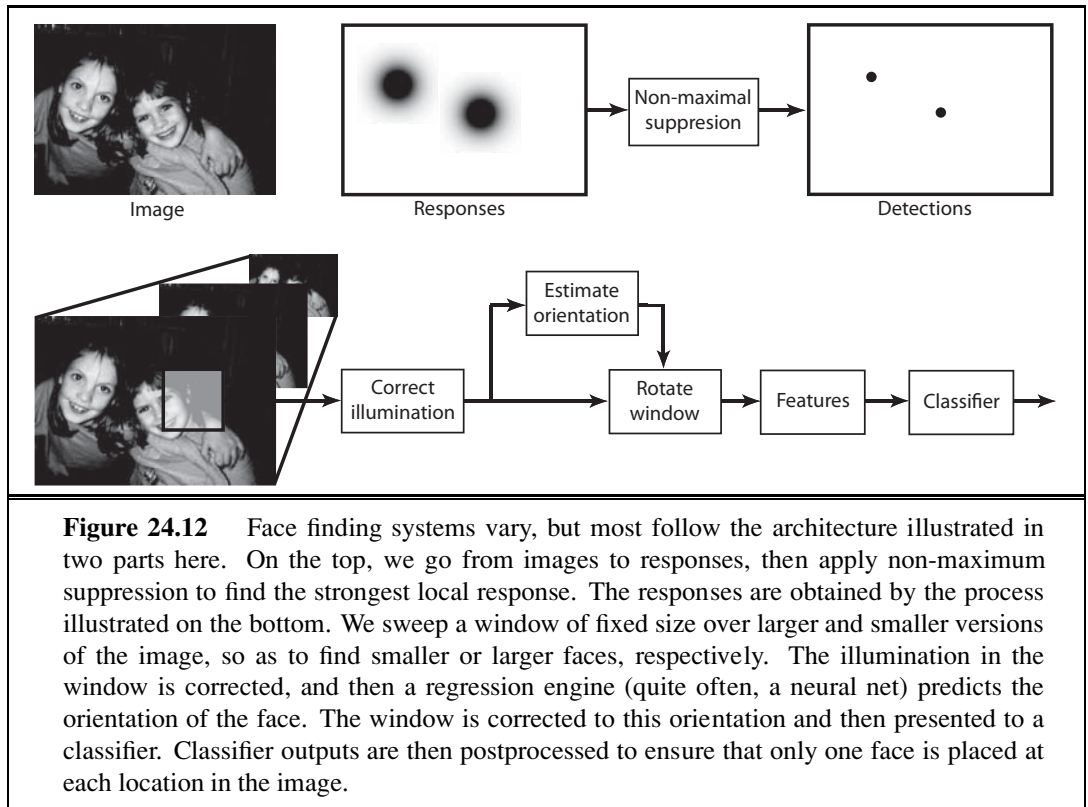 Image
Responses
Non-maximal
suppresion
Detections
Correct
illumination
Estimate
orientation
Rotate
window
Features
Classifier
Figure 24.12 Face finding systems vary, but most follow the architecture illustrated in
two parts here. On the top, we go from images to responses, then apply non-maximum
suppression to find the strongest local response. The responses are obtained by the process
illustrated on the bottom. We sweep a window of fixed size over larger and smaller versions
of the image, so as to find smaller or larger faces, respectively. The illumination in the
window is corrected, and then a regression engine (quite often, a neural net) predicts the
orientation of the face. The window is corrected to this orientation and then presented to a
classifier. Classifier outputs are then postprocessed to ensure that only one face is placed at
each location in the image.